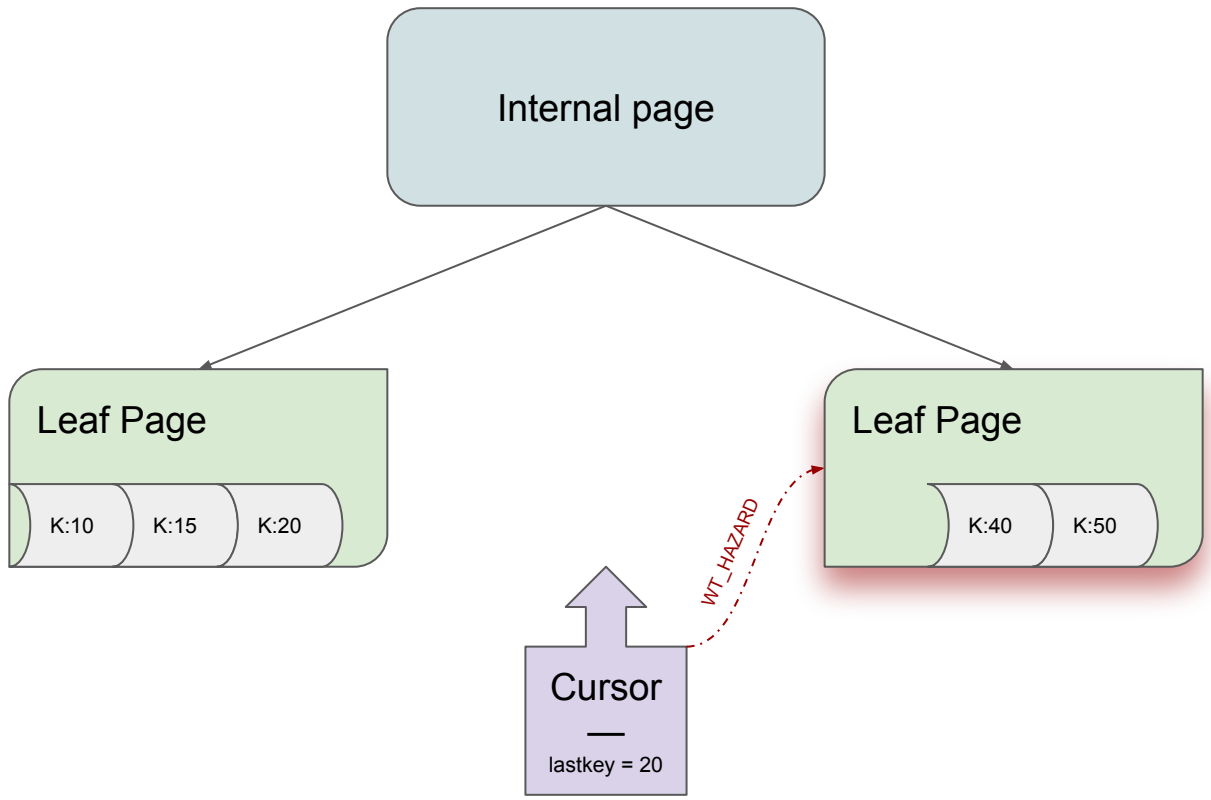 Internal page
Leaf Page
K:10
K:15
K:20
Leaf Page
K:40
K:50
WT_HAZARD
Cursor
—
lastkey = 20